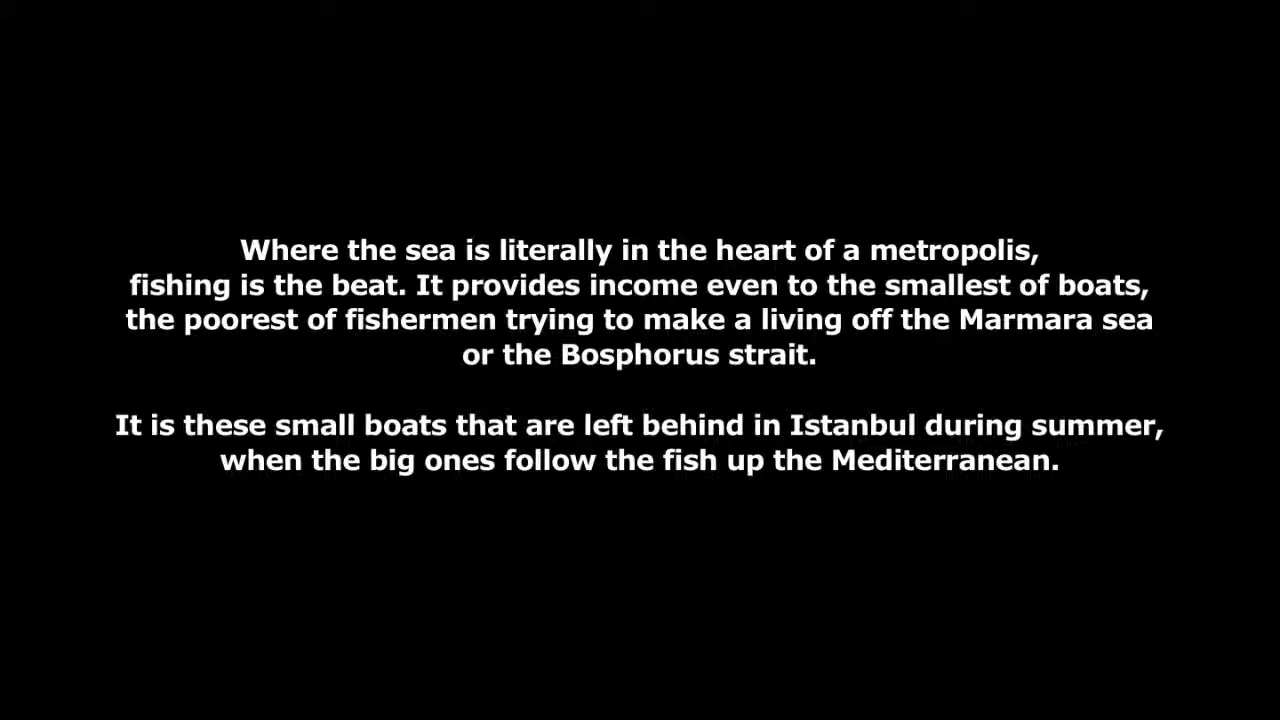 Where the sea is literally in the heart of a metropolis,
fishing is the beat. It provides income even to the smallest of boats,
the poorest of fishermen trying to make a living off the Marmara sea
or the Bosphorus strait.
It is these small boats that are left behind in Istanbul during summer,
when the big ones follow the fish up the Mediterranean.